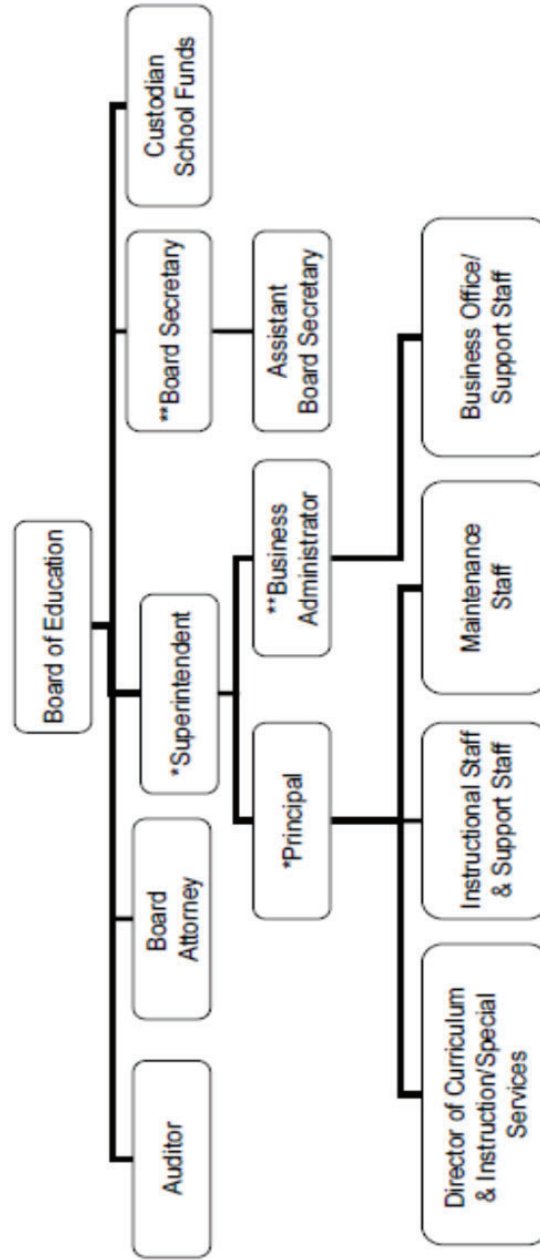 Board of Education
Auditor
Board
Attorney
*Superintendent
**Board Secretary
Custodian
School Funds
*Principal
**Business
Administrator
Assistant
Board Secretary
Director of Curriculum
& Instruction/Special
Services
Instructional Staff
& Support Staff
Maintenance
Staff
Business Office/
Support Staff